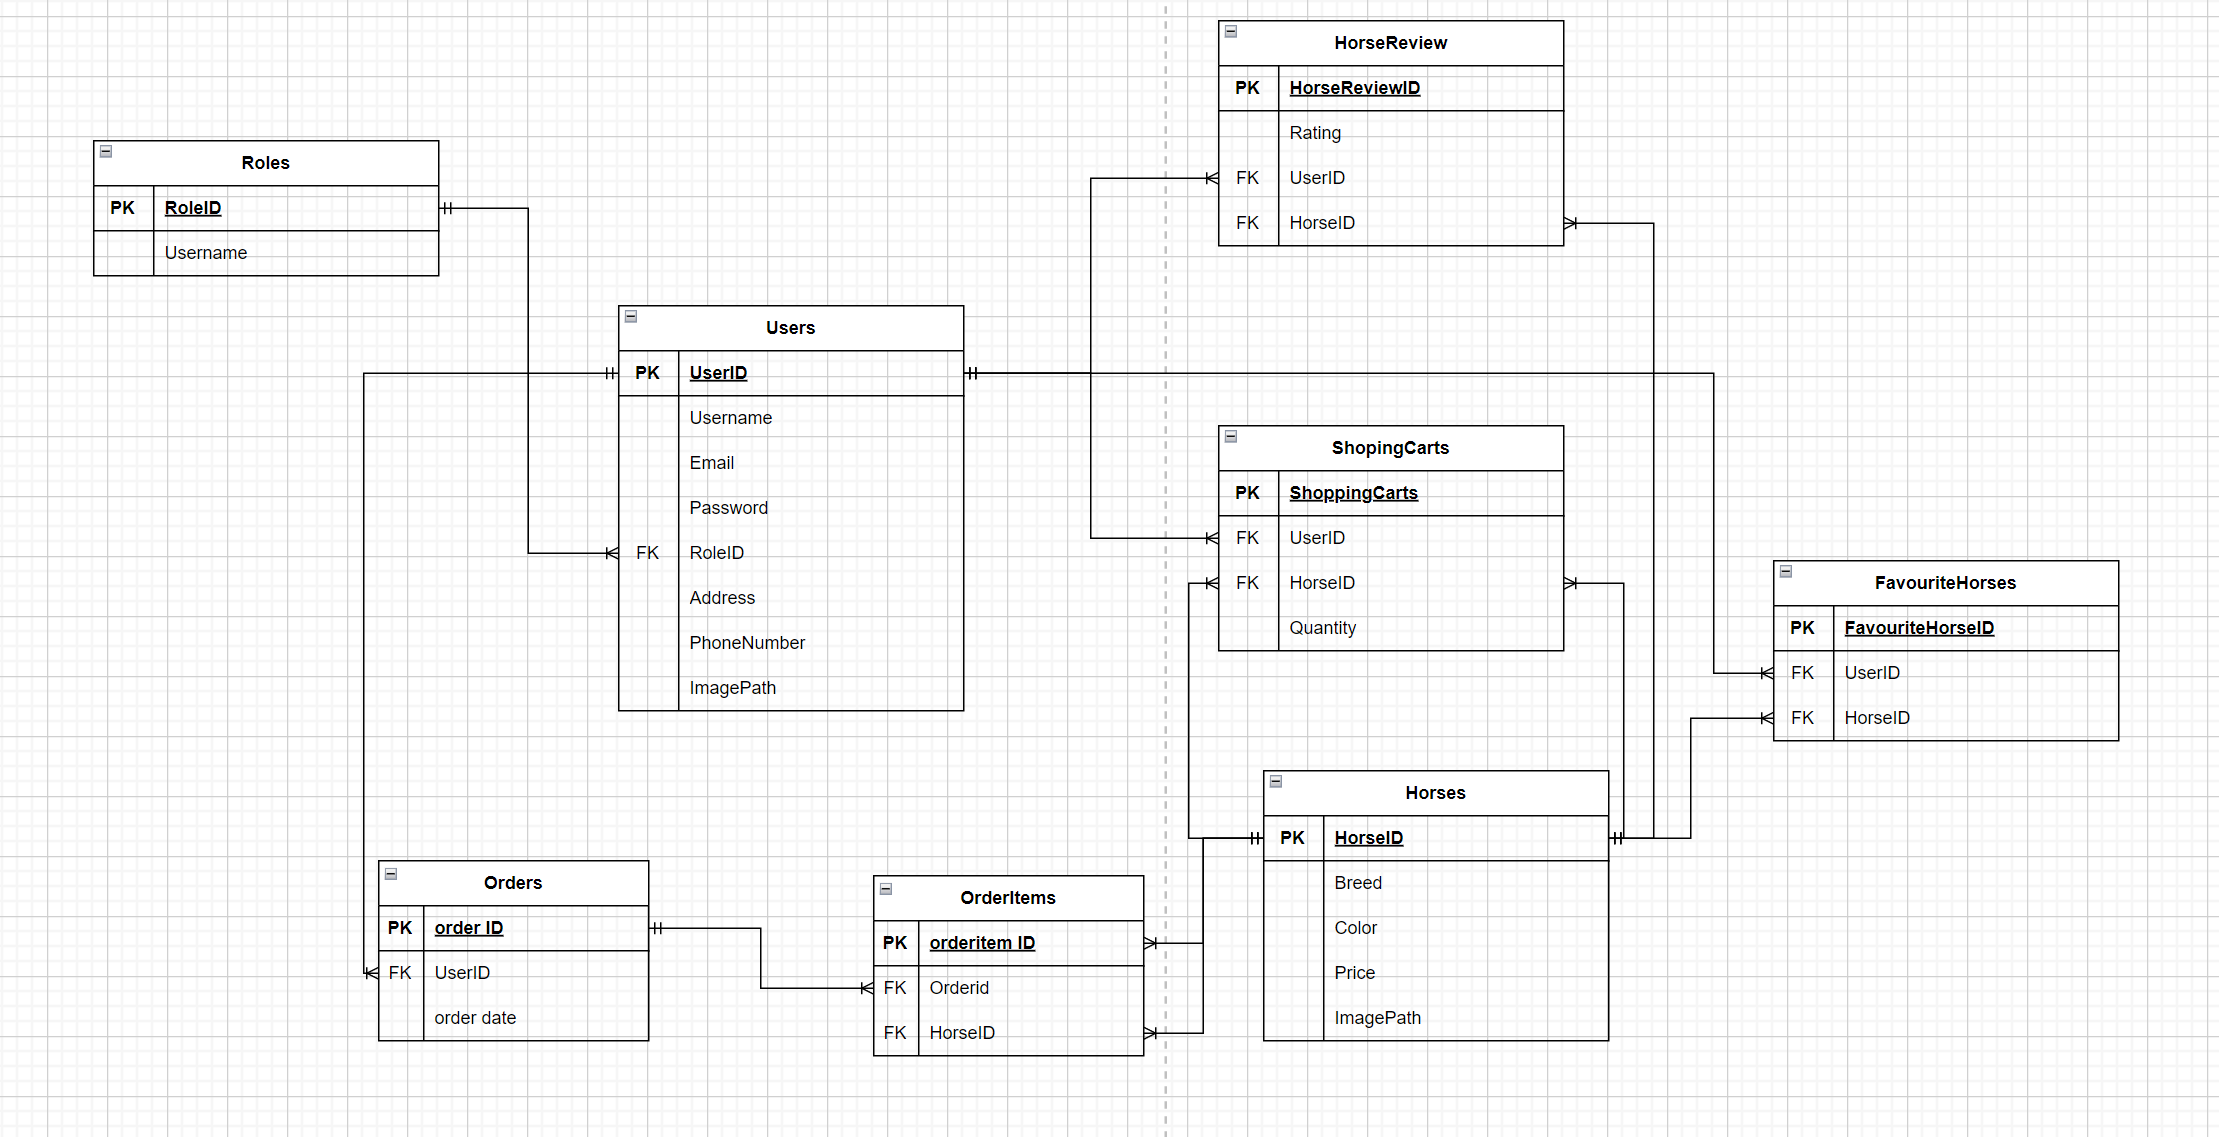 HorseReview
PK HorseReviewID
Rating
FK UserID
FK HorseID
Roles
PK RoleID
Username
Users
PK UserID
Username
Email
Password
FK RoleID
Address
PhoneNumber
ImagePath
ShopingCarts
PK ShoppingCarts
FK UserID
FK HorseID
Quantity
FavouriteHorses
PK FavouriteHorseID
FK UserID
FK HorseID
Horses
PK HorseID
Breed
Color
Price
ImagePath
Orders
PK order ID
FK UserID
order date
OrderItems
PK orderitem ID
FK Orderid
FK HorseID